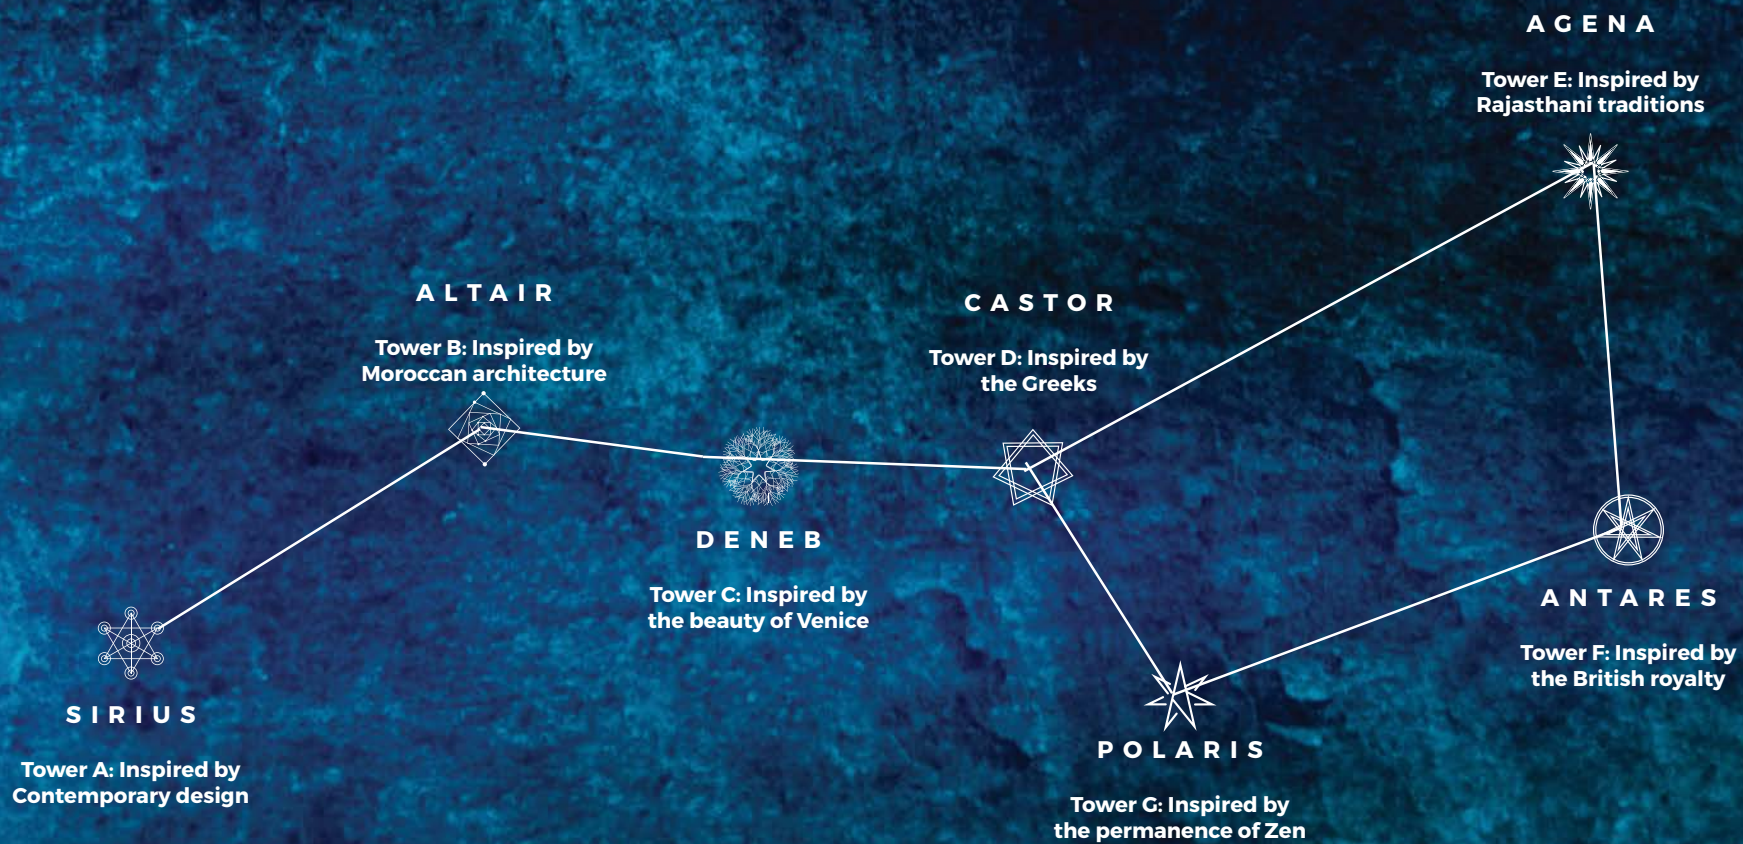 AGENA
Tower E: Inspired by
Rajasthani traditions
ALTAIR
Tower B: Inspired by
Moroccan architecture
CASTOR
Tower D: Inspired by
the Greeks
DENEB
Tower C: Inspired by
the beauty of Venice
ANTARES
Tower F: Inspired by
the British royalty
SIRIUS
Tower A: Inspired by
Contemporary design
POLARIS
Tower G: Inspired by
the permanence of Zen